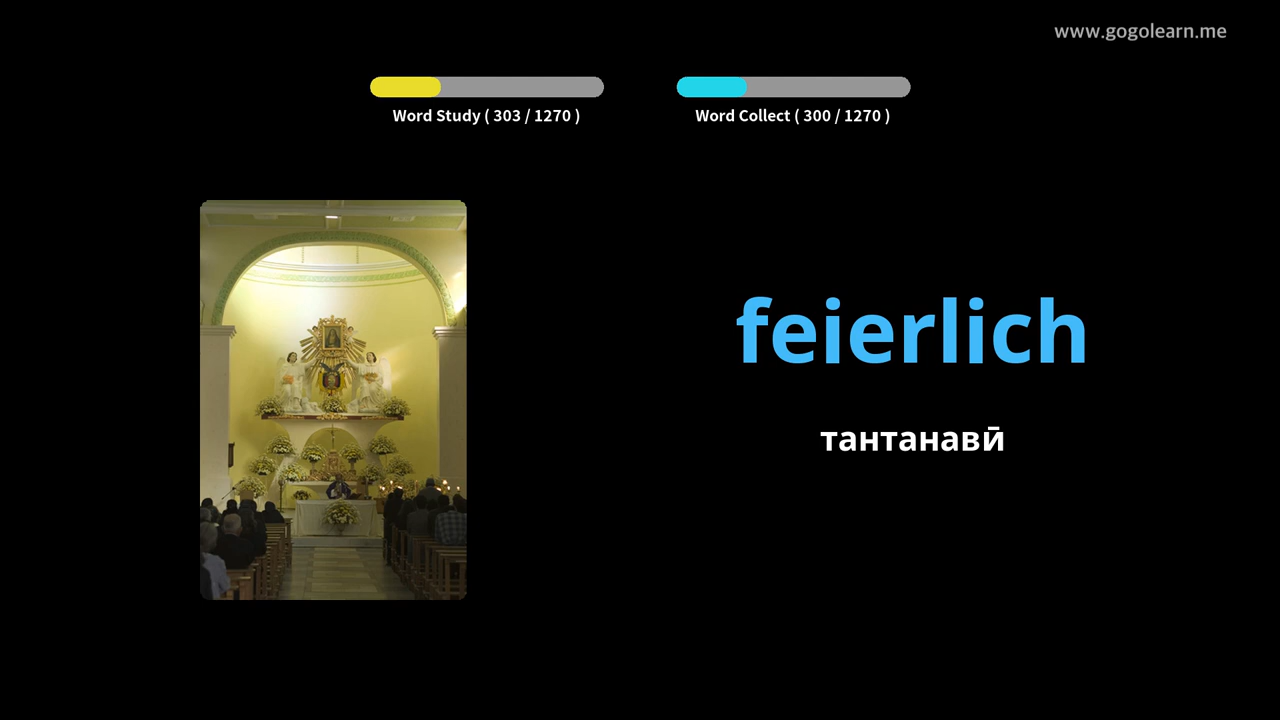 www.gogolearn.me
Word Study ( 303 / 1270 )
Word Collect ( 300 / 1270 )
feierlich
тантанавӣ